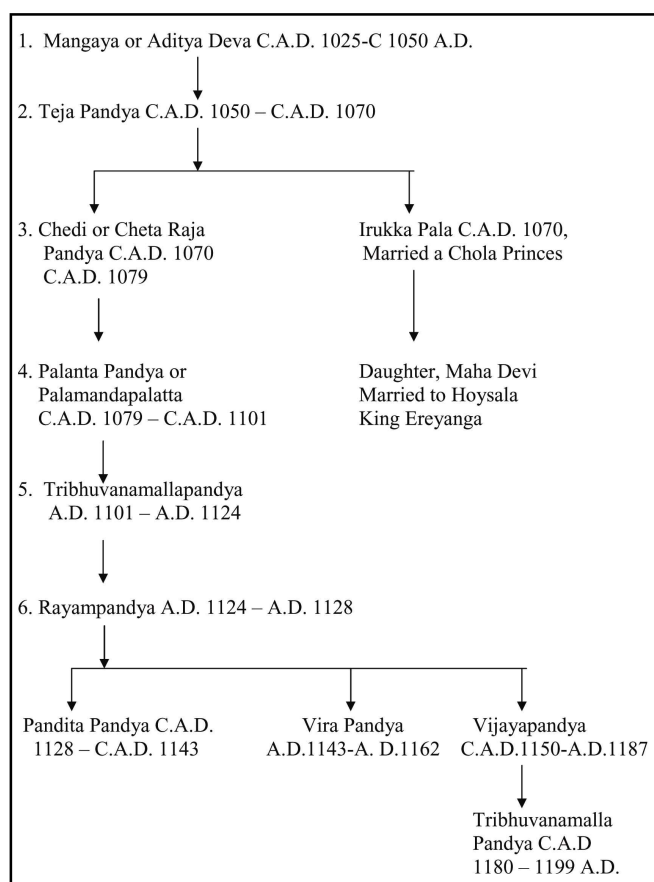 1. Mangaya or Aditya Deva C.A.D. 1025-C 1050 A.D.
2. Teja Pandya C.A.D. 1050 – C.A.D. 1070
3. Chedi or Cheta Raja
Pandya C.A.D. 1070
C.A.D. 1079
Irukka Pala C.A.D. 1070,
Married a Chola Princes
4. Palanta Pandya or
Palamandapalatta
C.A.D. 1079 – C.A.D. 1101
Daughter, Maha Devi
Married to Hoysala
King Ereyanga
5. Tribhuvanamallapandya
A.D. 1101 – A.D. 1124
6. Rayampandya A.D. 1124 – A.D. 1128
Pandita Pandya C.A.D.
1128 – C.A.D. 1143
Vira Pandya
A.D.1143-A. D.1162
Vijayapandya
C.A.D.1150-A.D.1187
Tribhuvanamalla
Pandya C.A.D
1180 – 1199 A.D.